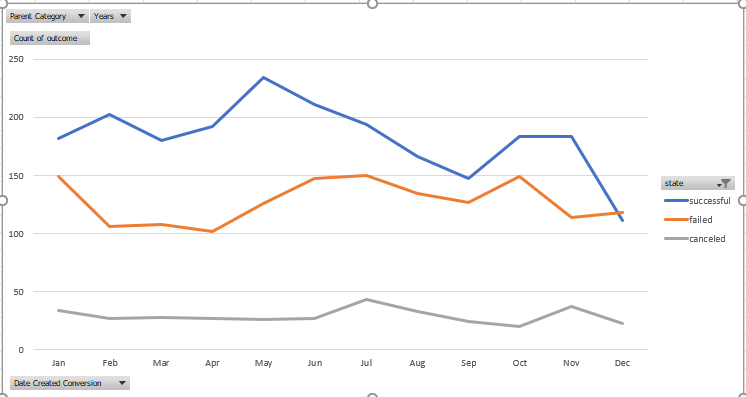 Parent Category Years
Count of outcome
250
200
150
100
50
0
Jan Feb Mar Apr May Jun Jul Aug Sep Oct Nov Dec
state
successful
failed
canceled
Date Created Conversion